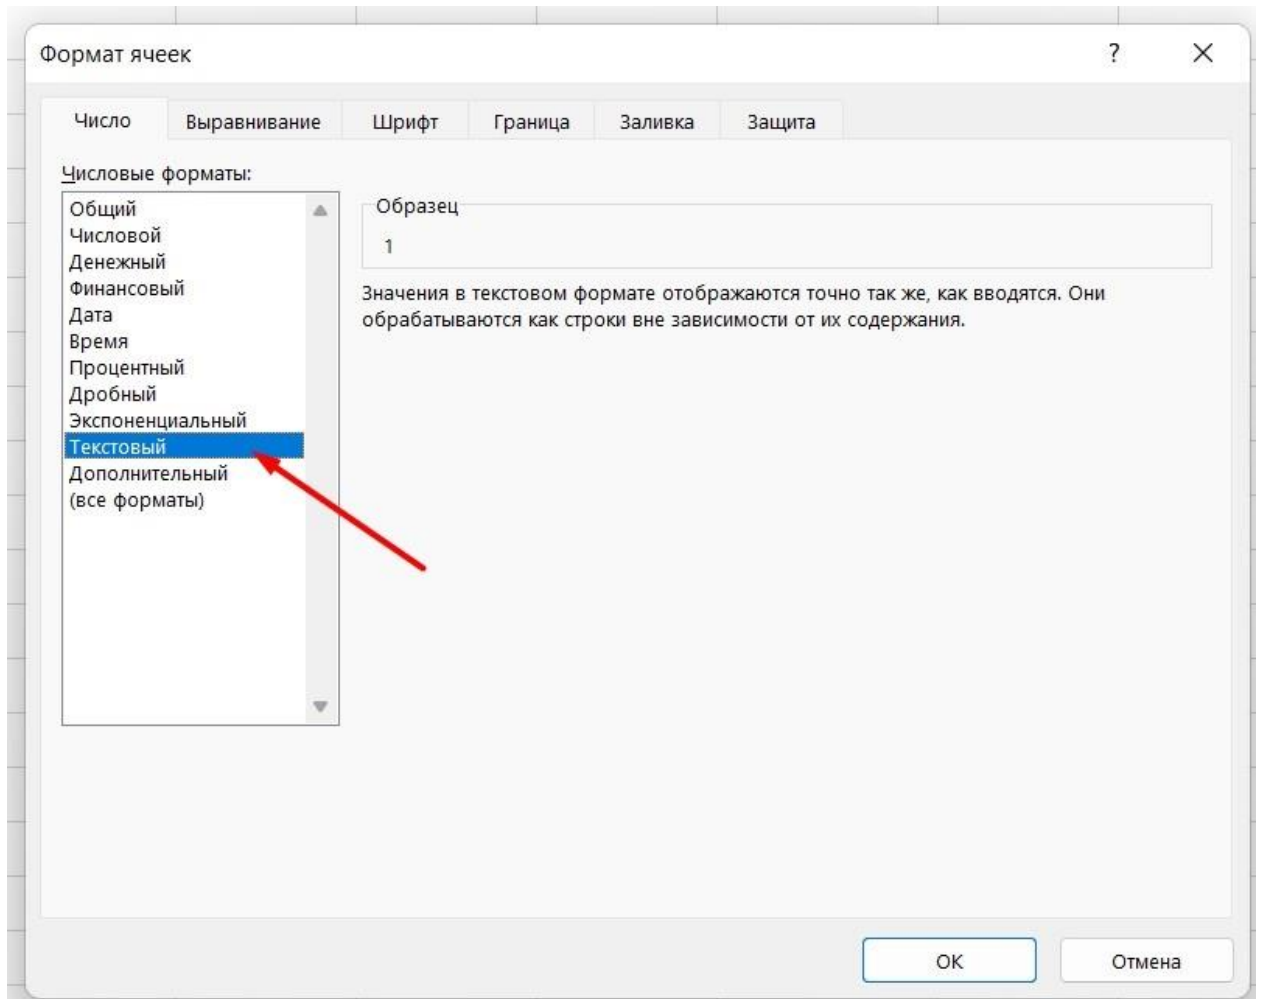 Формат ячеек
?
Число Выравнивание Шрифт Граница Заливка Защита
Числовые форматы:
Общий
Числовой
Денежный
Финансовый
Дата
Время
Процентный
Дробный
Экспоненциальный
Текстовый
Дополнительный
(все форматы)
Образец
1
Значения в текстовом формате отображаются точно так же, как вводятся. Они
обрабатываются как строки вне зависимости от их содержания.
ОК Отмена